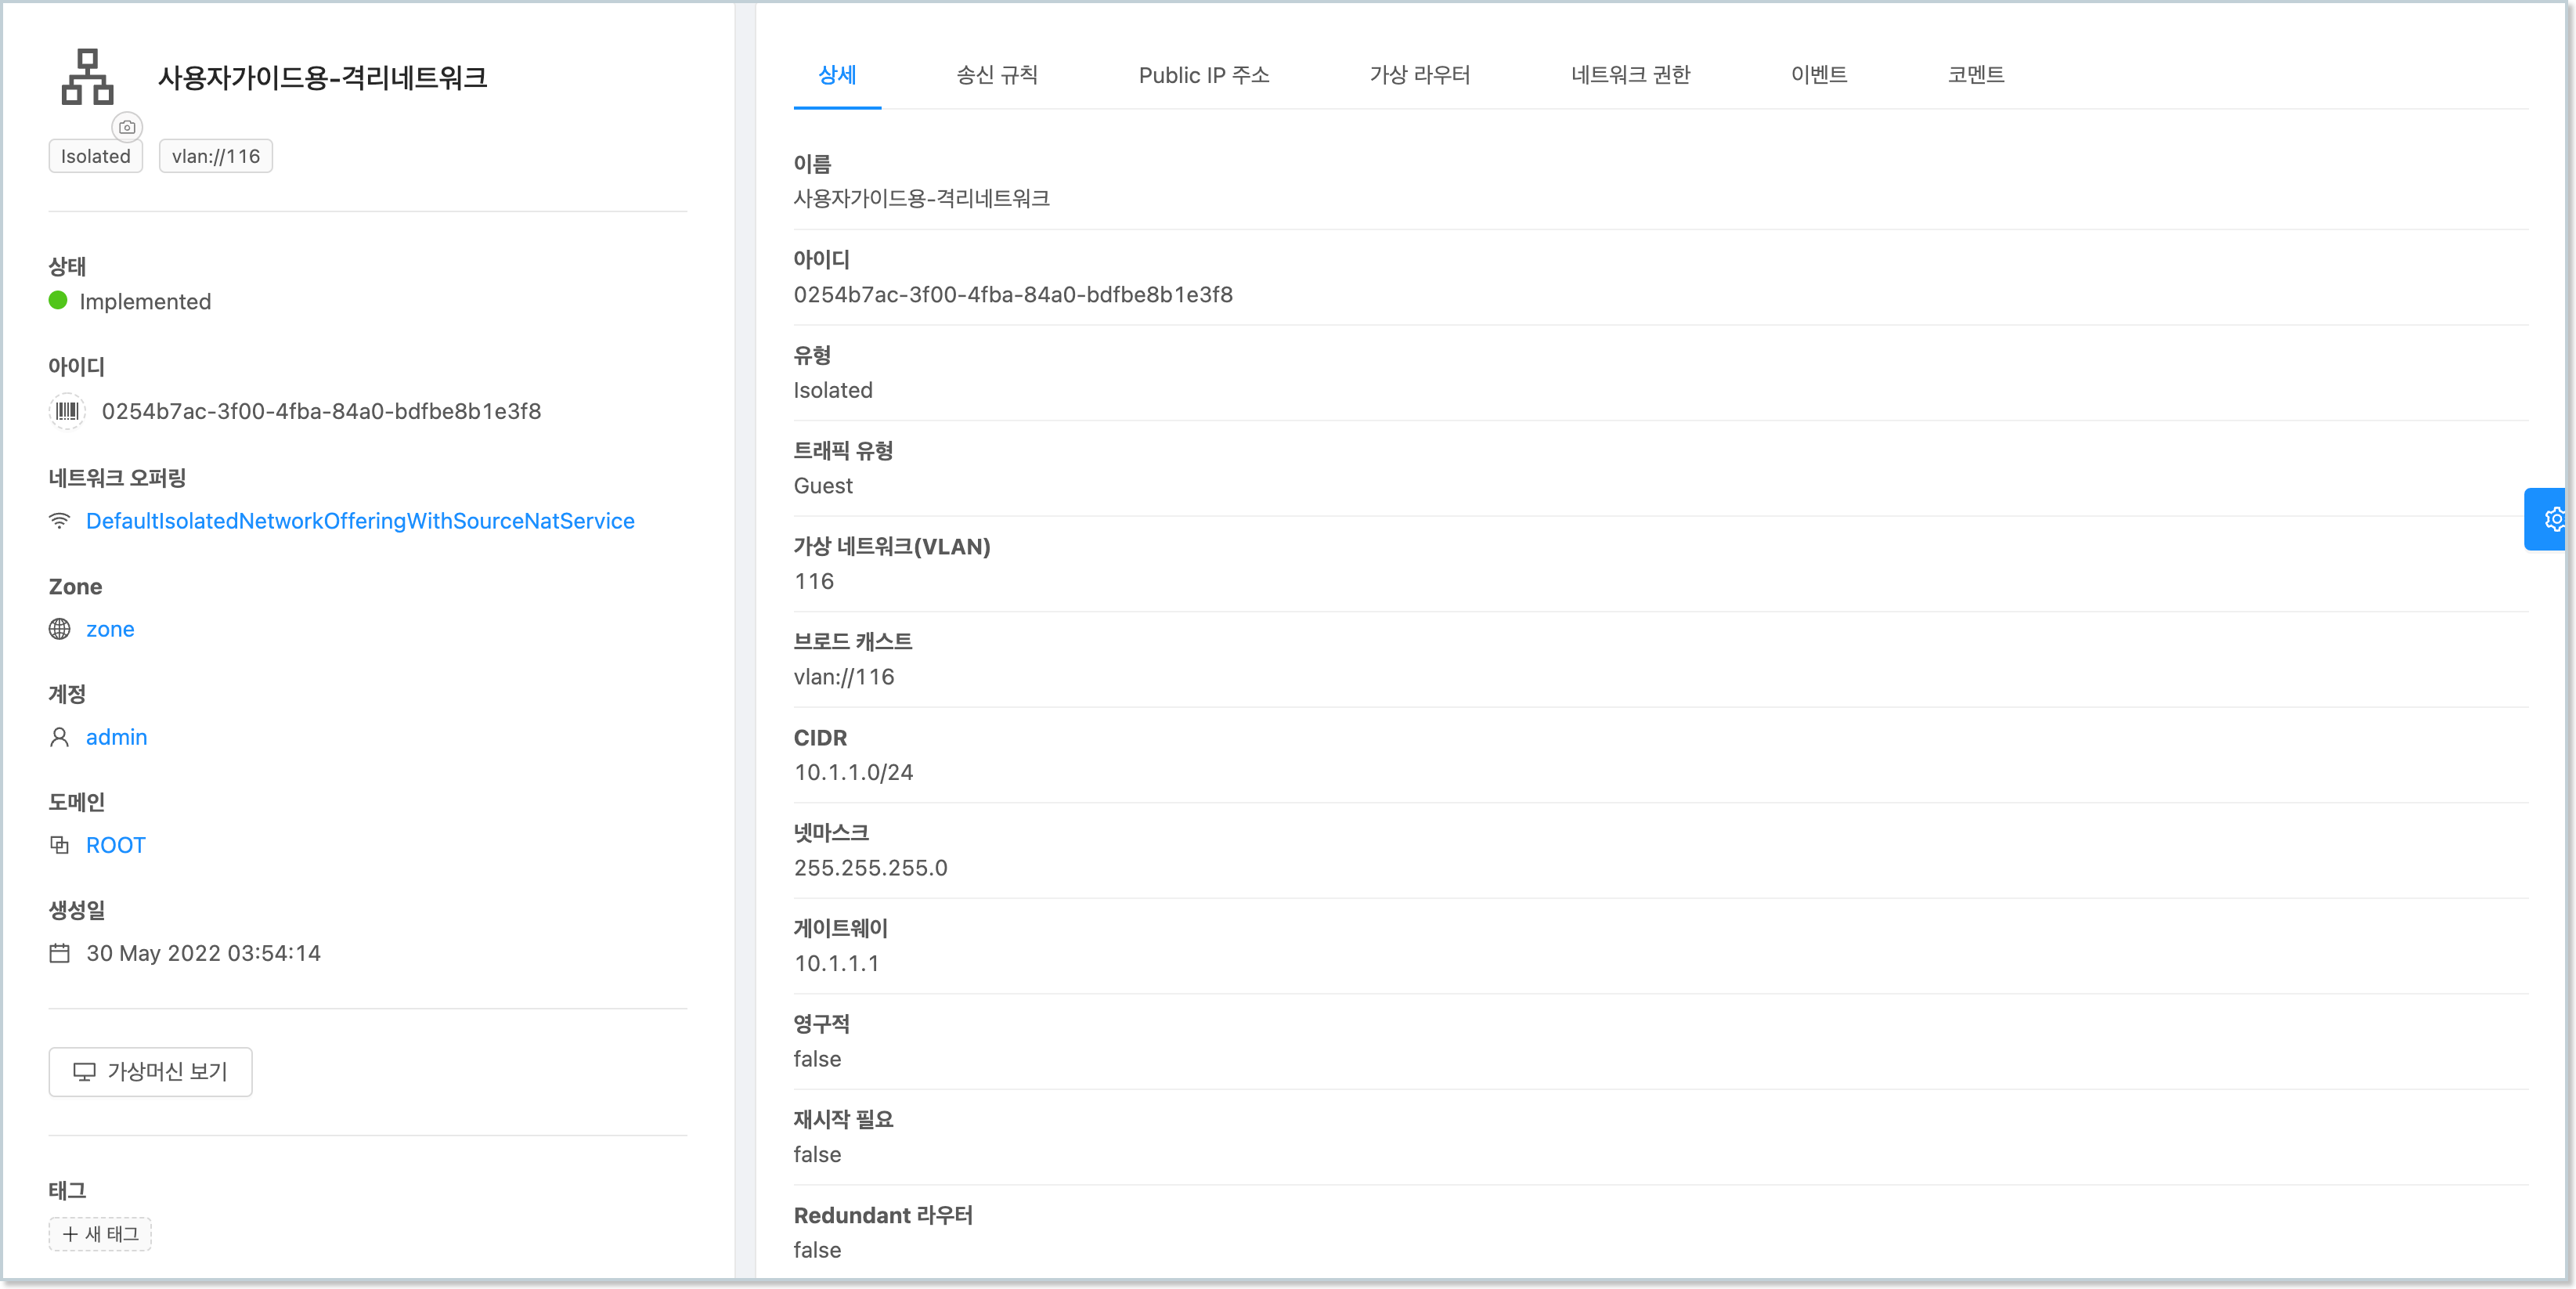 사용자가이드용-격리네트워크
Isolated
vlan://116
상태
Implemented
아이디
0254b7ac-3f00-4fba-84a0-bdfbe8b1e3f8
네트워크 오퍼링
DefaultIsolatedNetworkOfferingWithSourceNatService
Zone
zone
계정
admin
도메인
ROOT
생성일
30 May 2022 03:54:14
가상머신 보기
태그
+ 새 태그
상세 송신 규칙 Public IP 주소 가상 라우터 네트워크 권한 이벤트 코멘트
이름
사용자가이드용-격리네트워크
아이디
0254b7ac-3f00-4fba-84a0-bdfbe8b1e3f8
유형
Isolated
트래픽 유형
Guest
가상 네트워크(VLAN)
116
브로드 캐스트
vlan://116
CIDR
10.1.1.0/24
넷마스크
255.255.255.0
게이트웨이
10.1.1.1
영구적
false
재시작 필요
false
Redundant 라우터
false